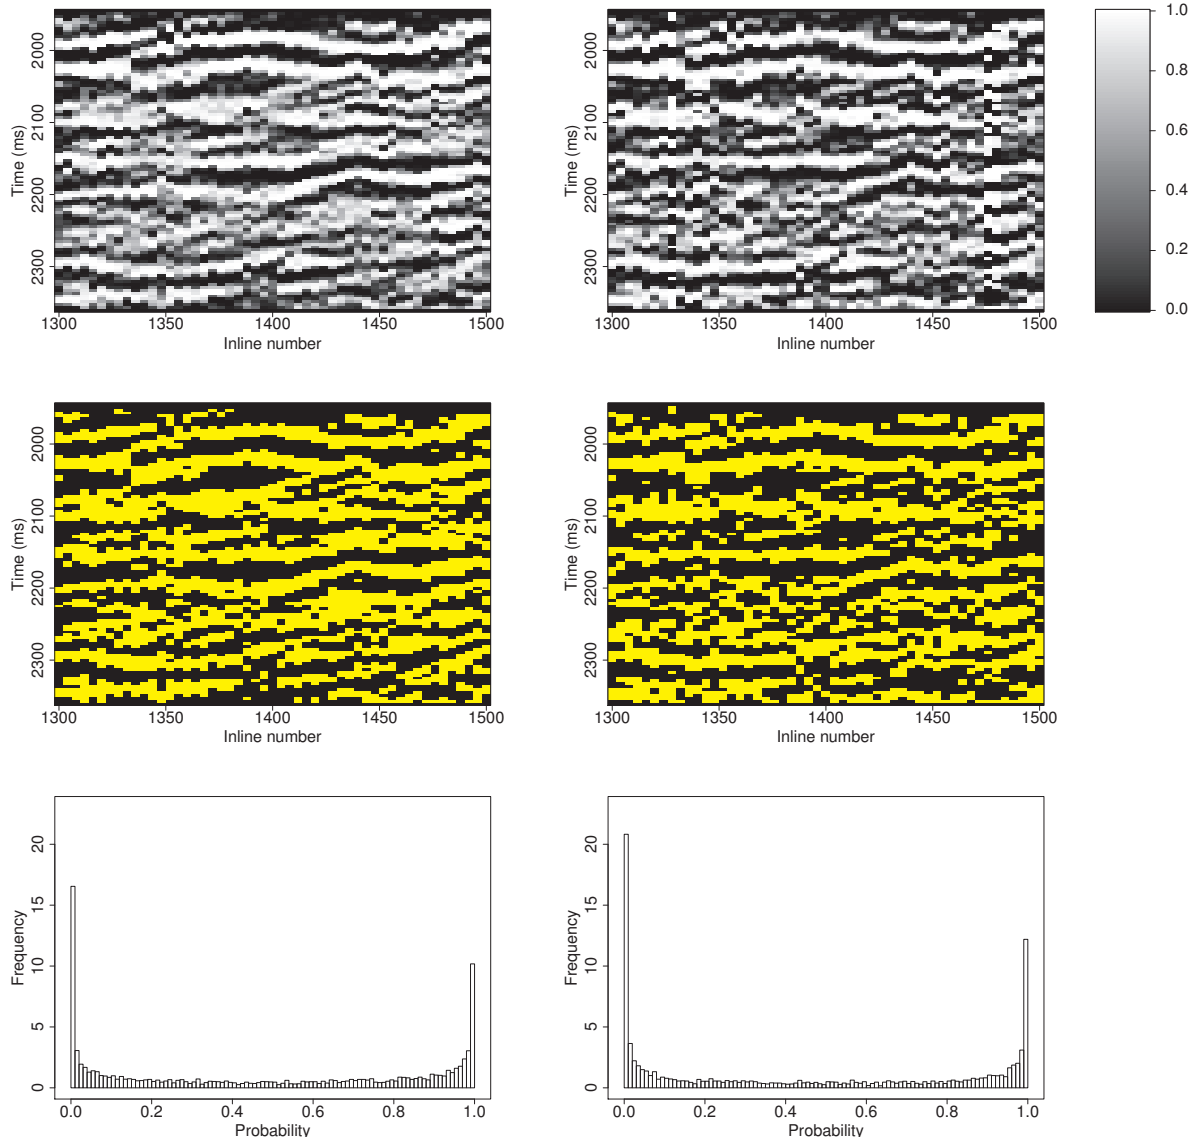 2000
2100
2200
2300
Time (ms)
1300 1350 1400 1450 1500
Inline number
2000
2100
2200
2300
Time (ms)
1300 1350 1400 1450 1500
Inline number
1.0
0.8
0.6
0.4
0.2
0.0
2000
2100
2200
2300
Time (ms)
1300 1350 1400 1450 1500
Inline number
2000
2100
2200
2300
Time (ms)
1300 1350 1400 1450 1500
Inline number
20
15
10
5
0
Frequency
0.0 0.2 0.4 0.6 0.8 1.0
Probability
20
15
10
5
0
Frequency
0.0 0.2 0.4 0.6 0.8 1.0
Probability